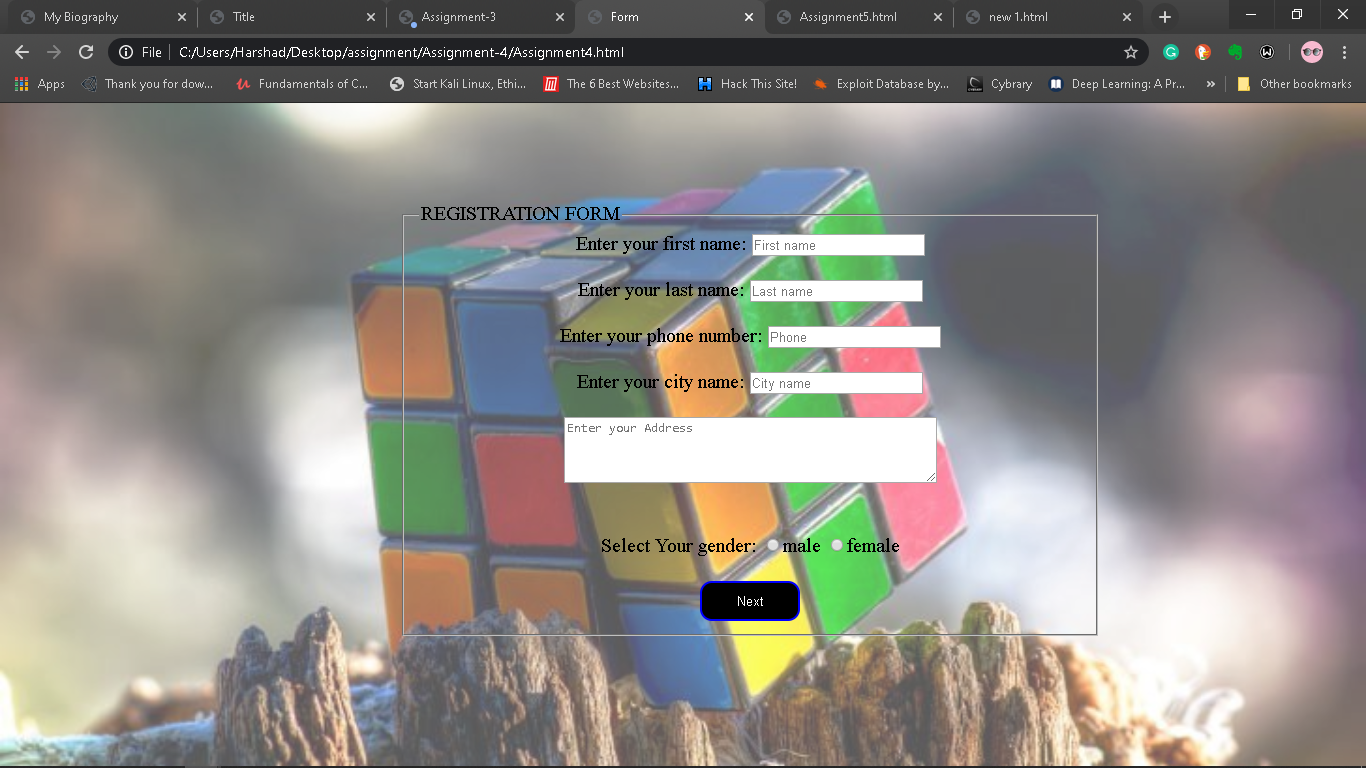 My Biography
Title
Assignment-3
Form
Assignment5.html
new 1.html
File | C:/Users/Harshad/Desktop/assignment/Assignment-4/Assignment4.html
Apps
Thank you for dow...
Fundamentals of C...
Start Kali Linux, Ethi...
The 6 Best Websites...
Hack This Site!
Exploit Database by...
Cybrary
Deep Learning: A Pr...
»
Other bookmarks
REGISTRATION FORM
Enter your first name: First name
Enter your last name: Last name
Enter your phone number: Phone
Enter your city name: City name
Enter your Address
Select Your gender: male female
Next